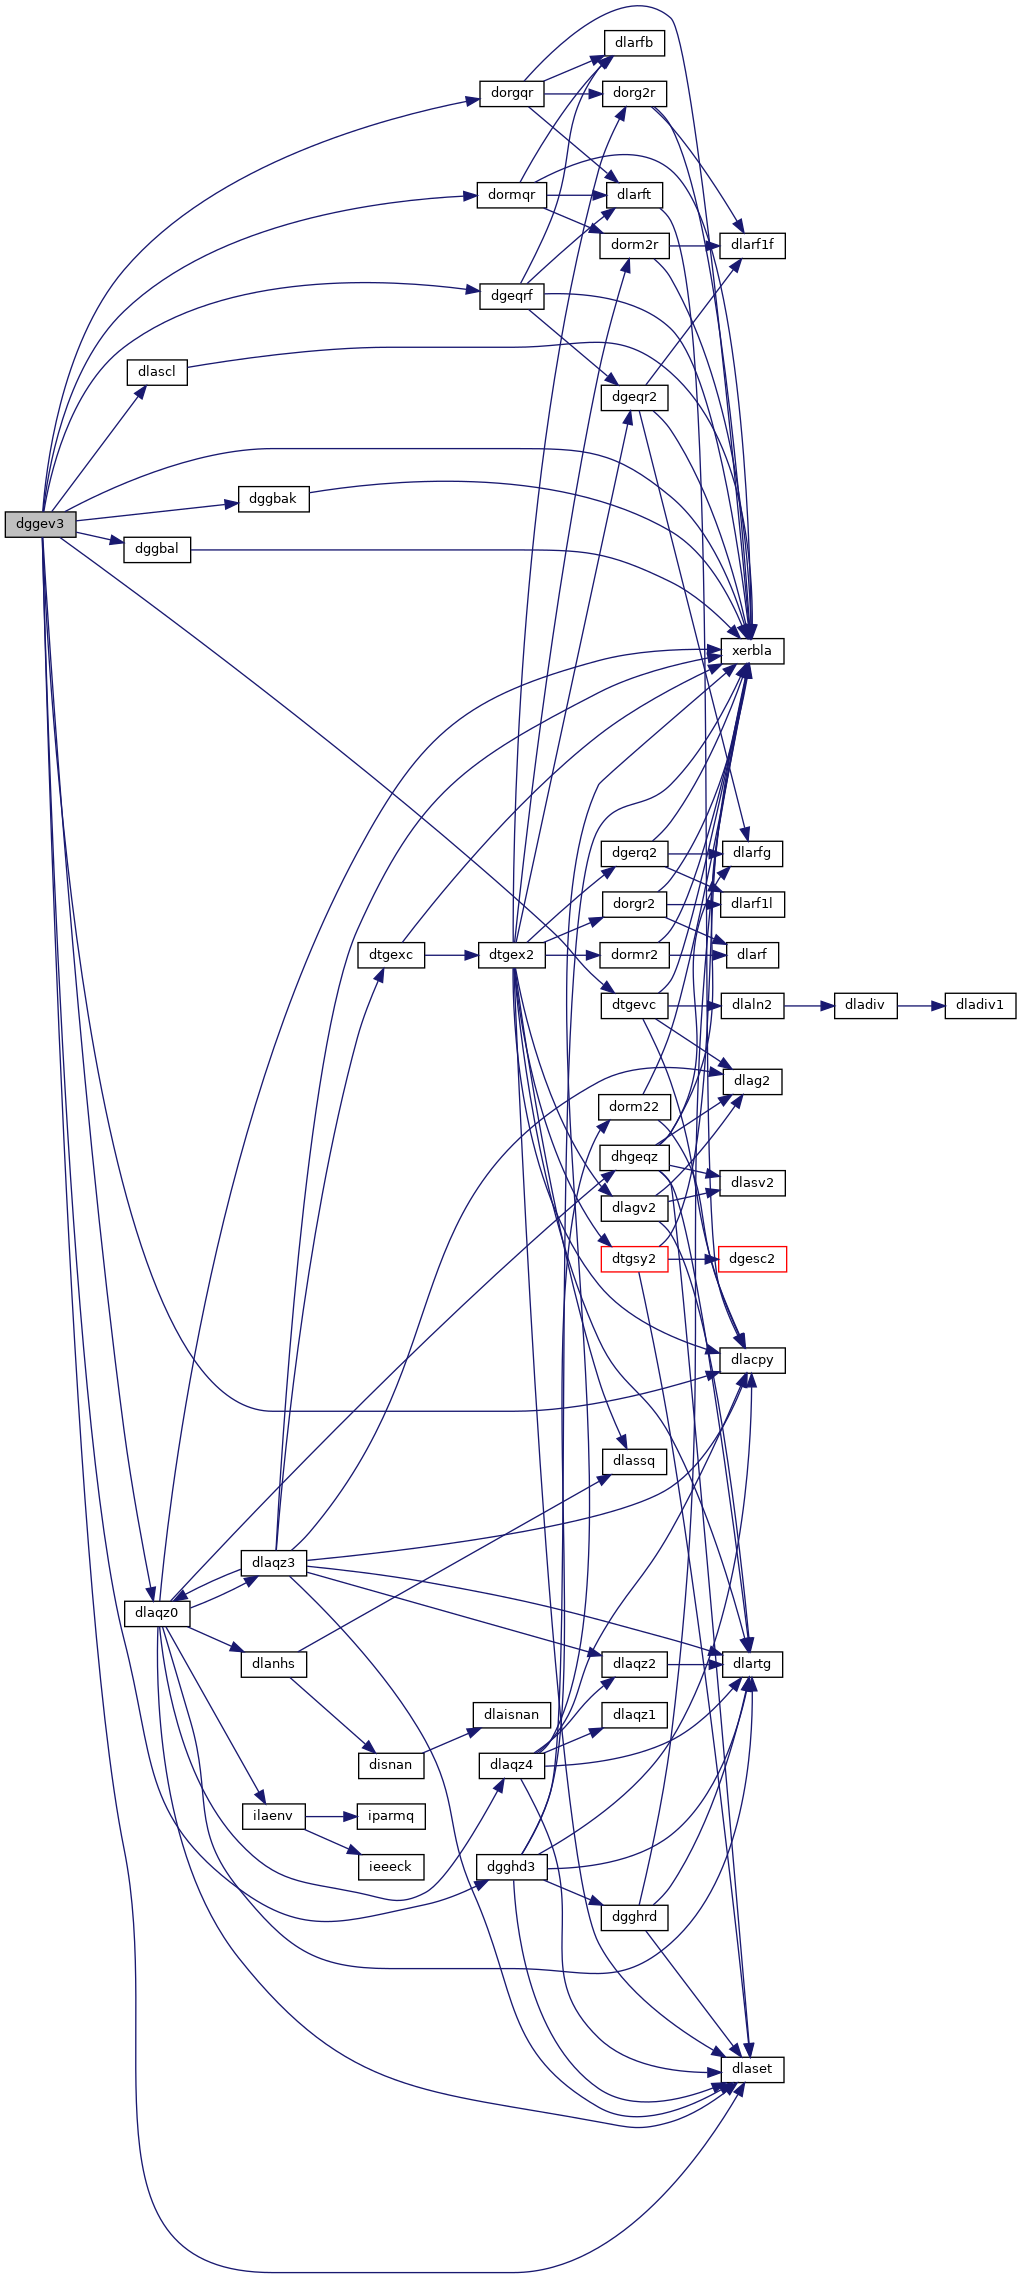 dlarfb
dorgqr
dorg2r
dormqr
dlarft
dorm2r
dlarf1f
dgeqrf
dlascl
dgeqr2
dggbak
dggev3
dggbal
xerbla
dgerq2
dlarfg
dorgr2
dlarf1l
dtgexc
dtgex2
dormr2
dlarf
dtgevc
dlaln2
dladiv
dladiv1
dlag2
dorm22
dhgeqz
dlasv2
dlagv2
dtgsy2
dgesc2
dlacpy
dlassq
dlaqz3
dlaqz0
dlanhs
dlaqz2
dlartg
dlaisnan
dlaqz1
disnan
dlaqz4
ilaenv
iparmq
ieeeck
dgghd3
dgghrd
dlaset